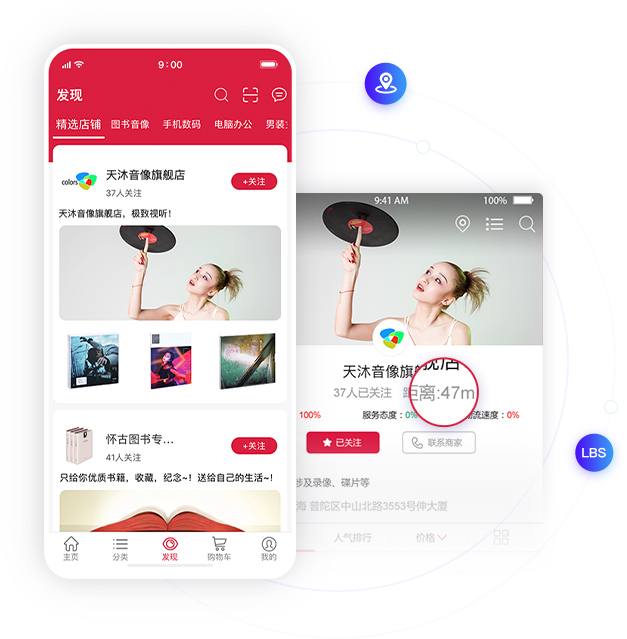 9:00
发现
精选店铺 图书音像 手机数码 电脑办公 男装
colors
天沐音像旗舰店
37人关注
+关注
天沐音像旗舰店，极致视听！
怀古图书专...
41人关注
+关注
只给你优质书籍，收藏，纪念~！送给自己的生活~！
主页 分类 发现 购物车 我的
9:41 AM 100%
天沐音像旗
37人已关注 距离:47m
100% 服务态度：0% 流速度：0%
已关注 联系商家
涉及录像、碟片等
海 普陀区中山北路3553号伸大厦
人气排行 价格
LBS